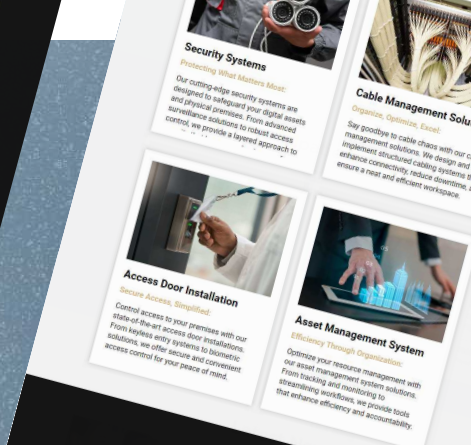 Security Systems
Protecting What Matters Most:
Our cutting-edge security systems are
designed to safeguard your digital assets
and physical premises. From advanced
surveillance solutions to robust access
control, we provide a layered approach to
Cable Management Solu
Organize, Optimize, Excel:
Say goodbye to cable chaos with our c
management solutions. We design and
implement structured cabling systems th
enhance connectivity, reduce downtime, a
ensure a neat and efficient workspace.
Access Door Installation
Secure Access, Simplified:
Control access to your premises with our
state-of-the-art access door installations.
From keyless entry systems to biometric
solutions, we offer secure and convenient
access control for your peace of mind.
Asset Management System
Efficiency Through Organization:
Optimize your resource management with
our asset management system solutions.
From tracking and monitoring to
streamlining workflows, we provide tools
that enhance efficiency and accountability.